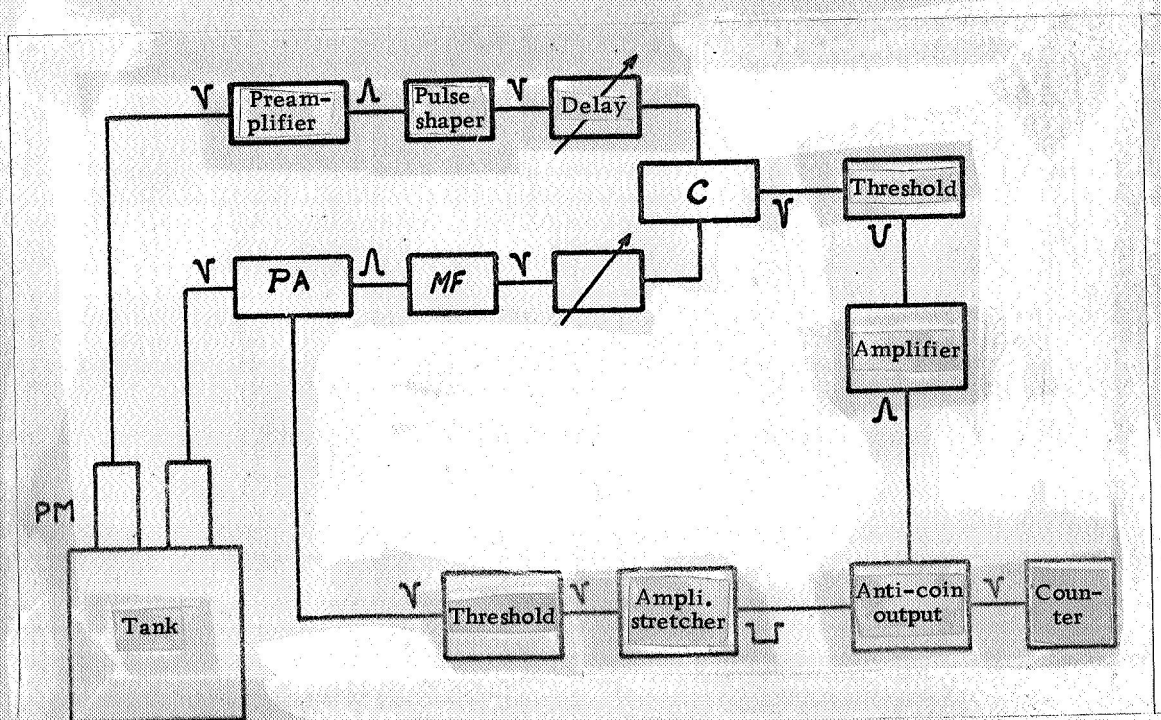 Pream-
plifier
Pulse
shaper
Delay
C
Threshold
PA
MF
Amplifier
PM
Tank
Threshold
Ampli.
stretcher
Anti-coin
output
Coun-
ter